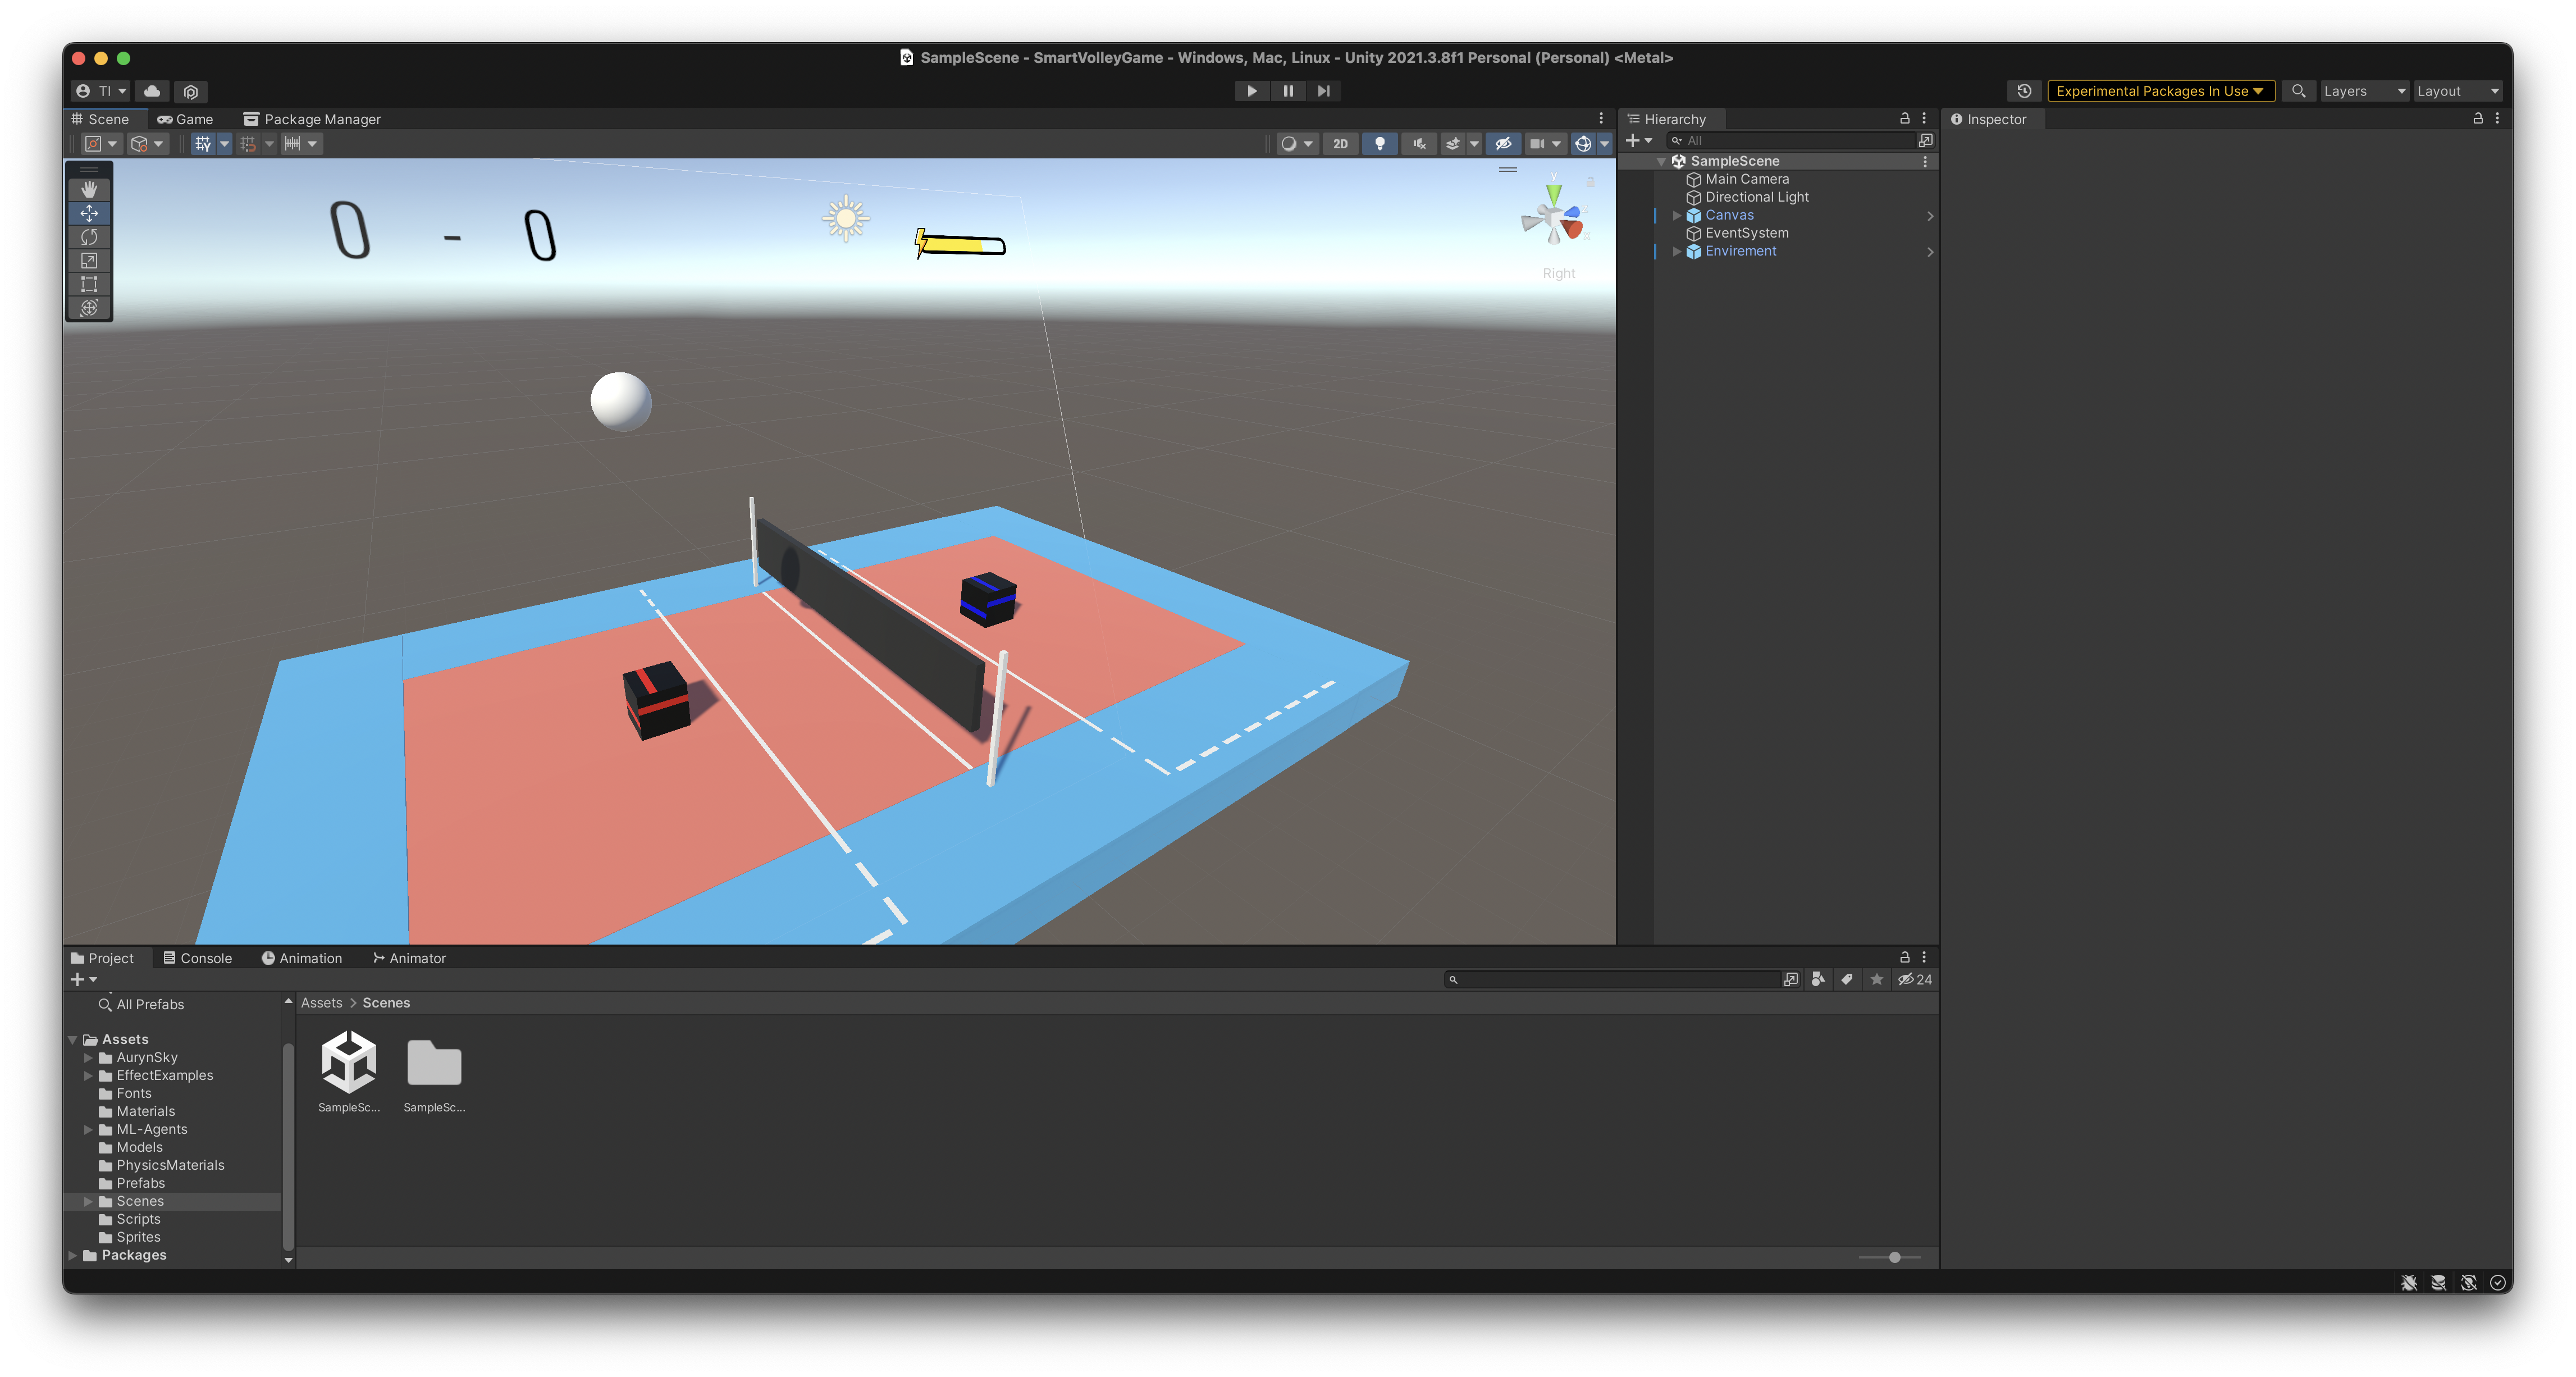 SampleScene - SmartVolleyGame - Windows, Mac, Linux - Unity 2021.3.8f1 Personal (Personal) <Metal>
TI
Experimental Packages In Use
Layers
Layout
Scene
Game
Package Manager
2D
0 - 0
y
Right
Hierarchy
All
SampleScene
Main Camera
Directional Light
Canvas
EventSystem
Envirement
Inspector
Project
Console
Animation
Animator
24
All Prefabs
Assets
AurynSky
EffectExamples
Fonts
Materials
ML-Agents
Models
PhysicsMaterials
Prefabs
Scenes
Scripts
Sprites
Packages
Assets > Scenes
SampleSc...
SampleSc...